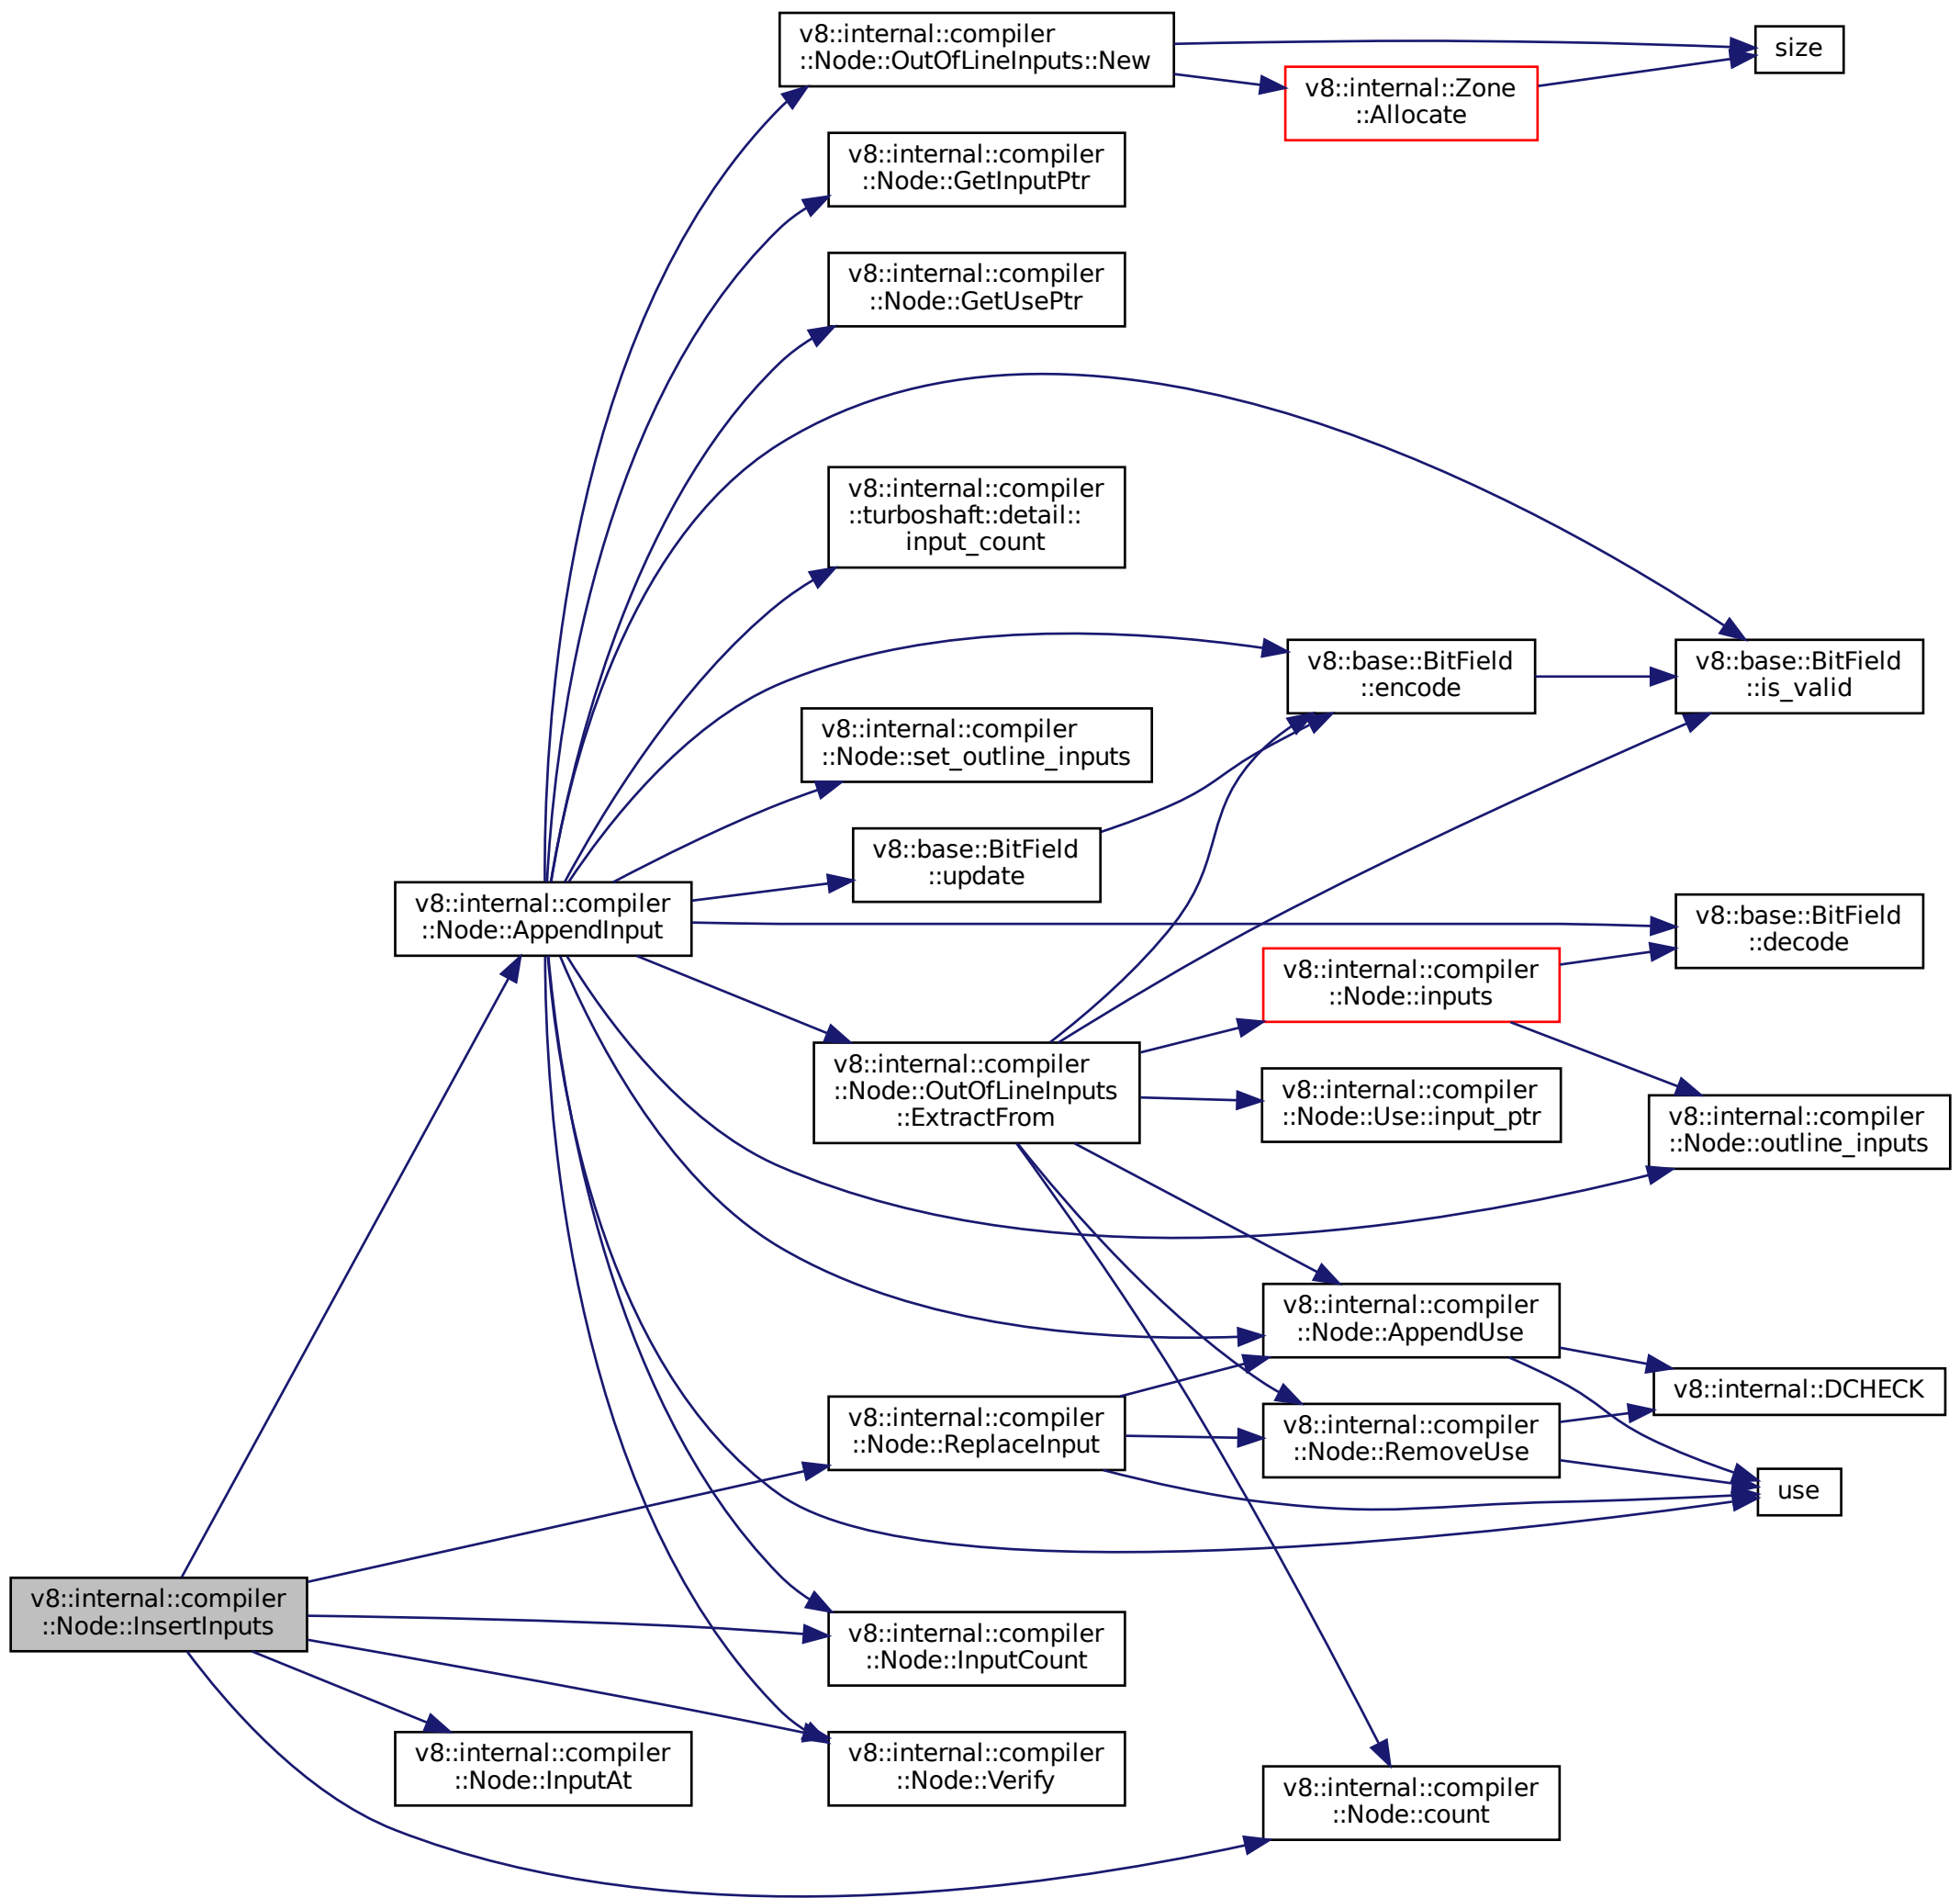 v8::internal::compiler
::Node::OutOfLineInputs::New
size
v8::internal::Zone
::Allocate
v8::internal::compiler
::Node::GetInputPtr
v8::internal::compiler
::Node::GetUsePtr
v8::internal::compiler
::turboshaft::detail::
input_count
v8::base::BitField
::encode
v8::base::BitField
::is_valid
v8::internal::compiler
::Node::set_outline_inputs
v8::base::BitField
::update
v8::internal::compiler
::Node::AppendInput
v8::base::BitField
::decode
v8::internal::compiler
::Node::inputs
v8::internal::compiler
::Node::OutOfLineInputs
::ExtractFrom
v8::internal::compiler
::Node::Use::input_ptr
v8::internal::compiler
::Node::outline_inputs
v8::internal::compiler
::Node::AppendUse
v8::internal::DCHECK
v8::internal::compiler
::Node::ReplaceInput
v8::internal::compiler
::Node::RemoveUse
use
v8::internal::compiler
::Node::InsertInputs
v8::internal::compiler
::Node::InputCount
v8::internal::compiler
::Node::InputAt
v8::internal::compiler
::Node::Verify
v8::internal::compiler
::Node::count